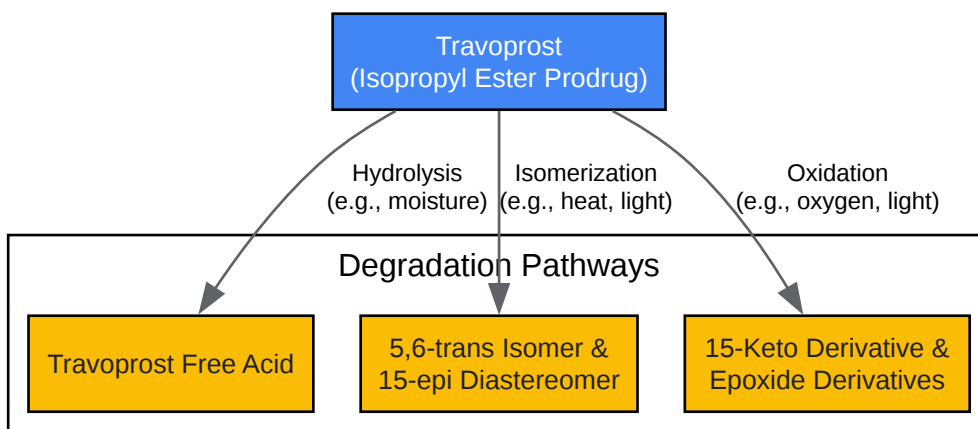 Travoprost
(Isopropyl Ester Prodrug)
Hydrolysis
(e.g., moisture)
Isomerization
(e.g., heat, light)
Oxidation
(e.g., oxygen, light)
Degradation Pathways
Travoprost Free Acid
5,6-trans Isomer &
15-epi Diastereomer
15-Keto Derivative &
Epoxide Derivatives